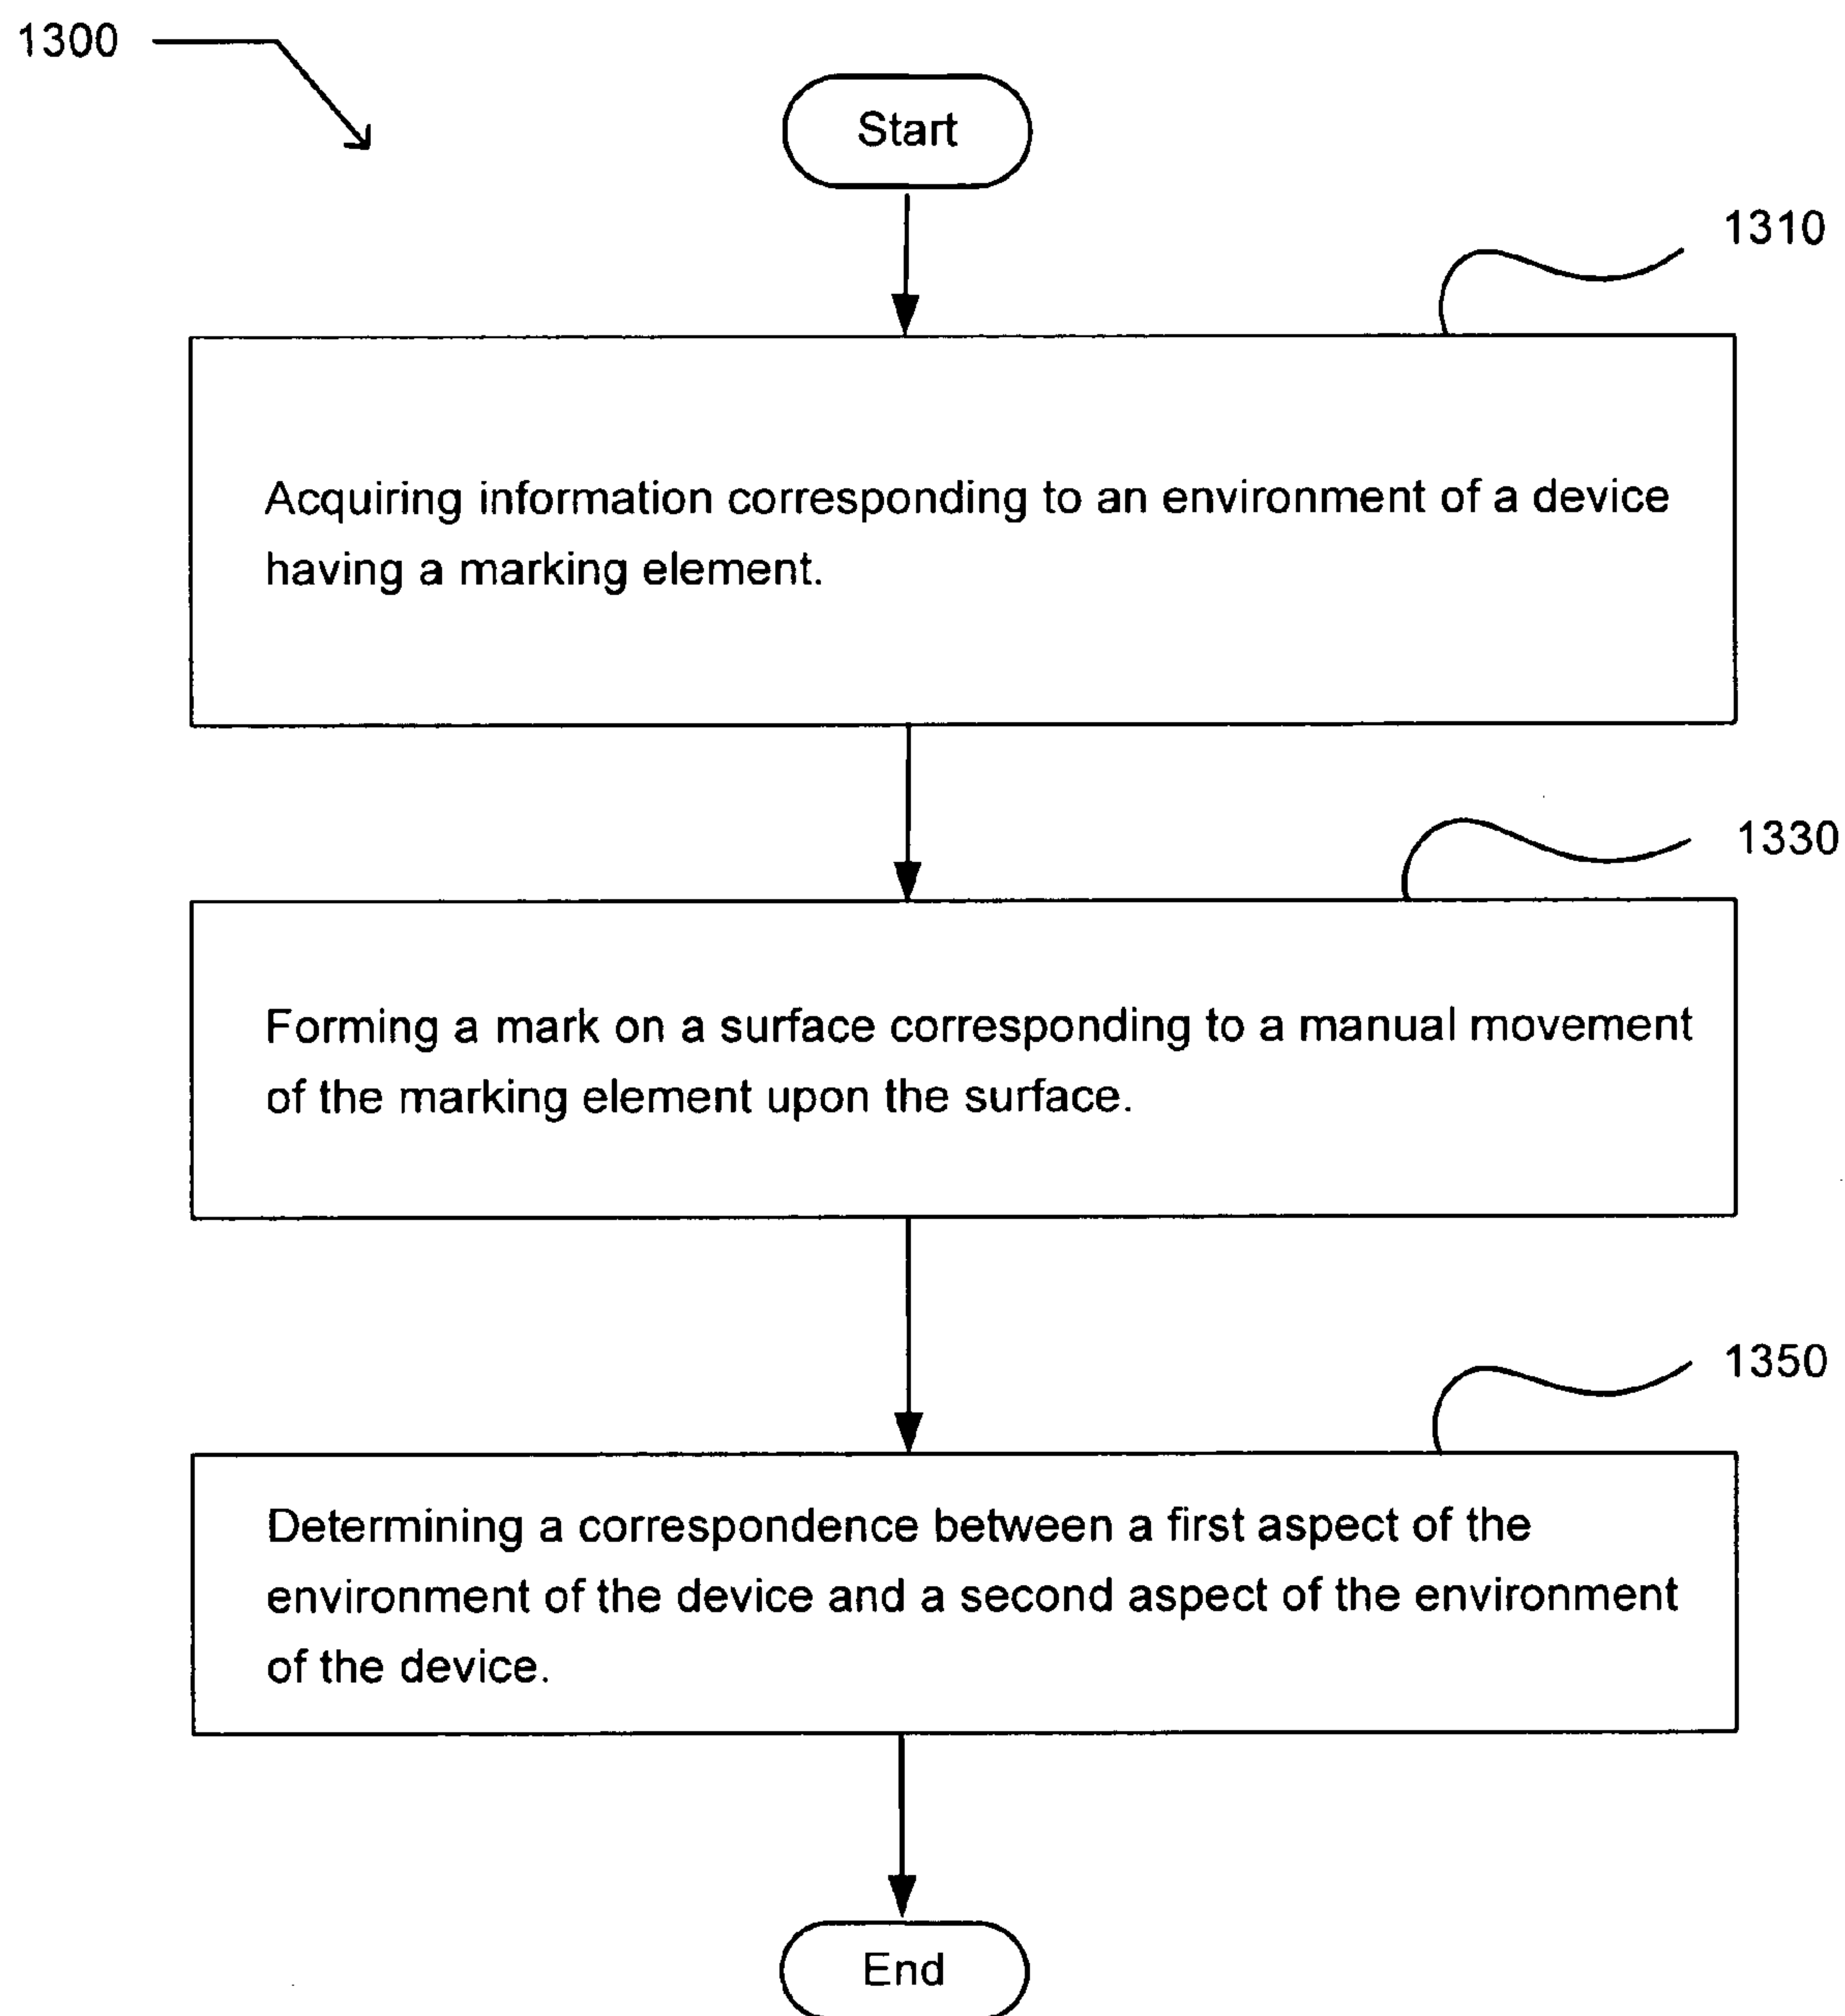 1300
Start
1310
Acquiring information corresponding to an environment of a device
having a marking element.
1330
Forming a mark on a surface corresponding to a manual movement
of the marking element upon the surface.
1350
Determining a correspondence between a first aspect of the
environment of the device and a second aspect of the environment
of the device.
End